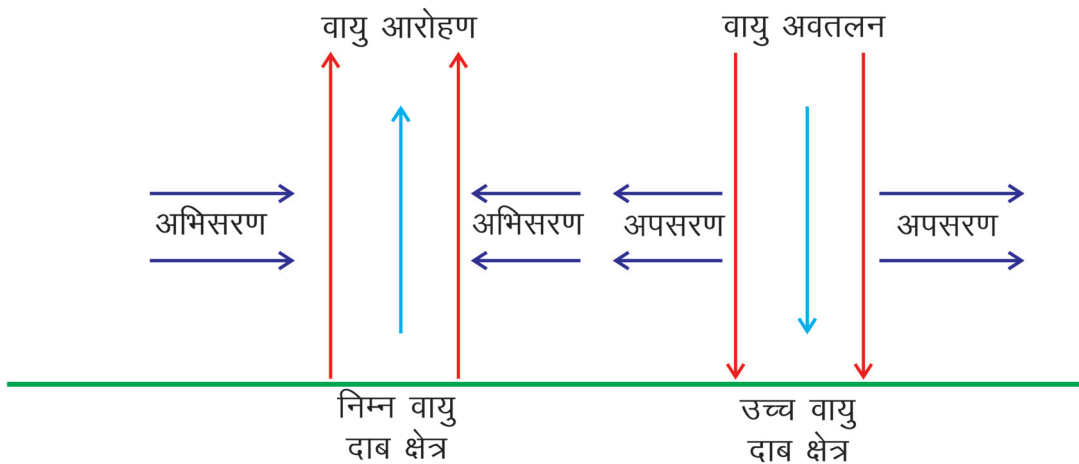 वायु आरोहण
वायु अवतलन
अभिसरण
अभिसरण
अपसरण
अपसरण
निम्न वायु
दाब क्षेत्र
उच्च वायु
दाब क्षेत्र